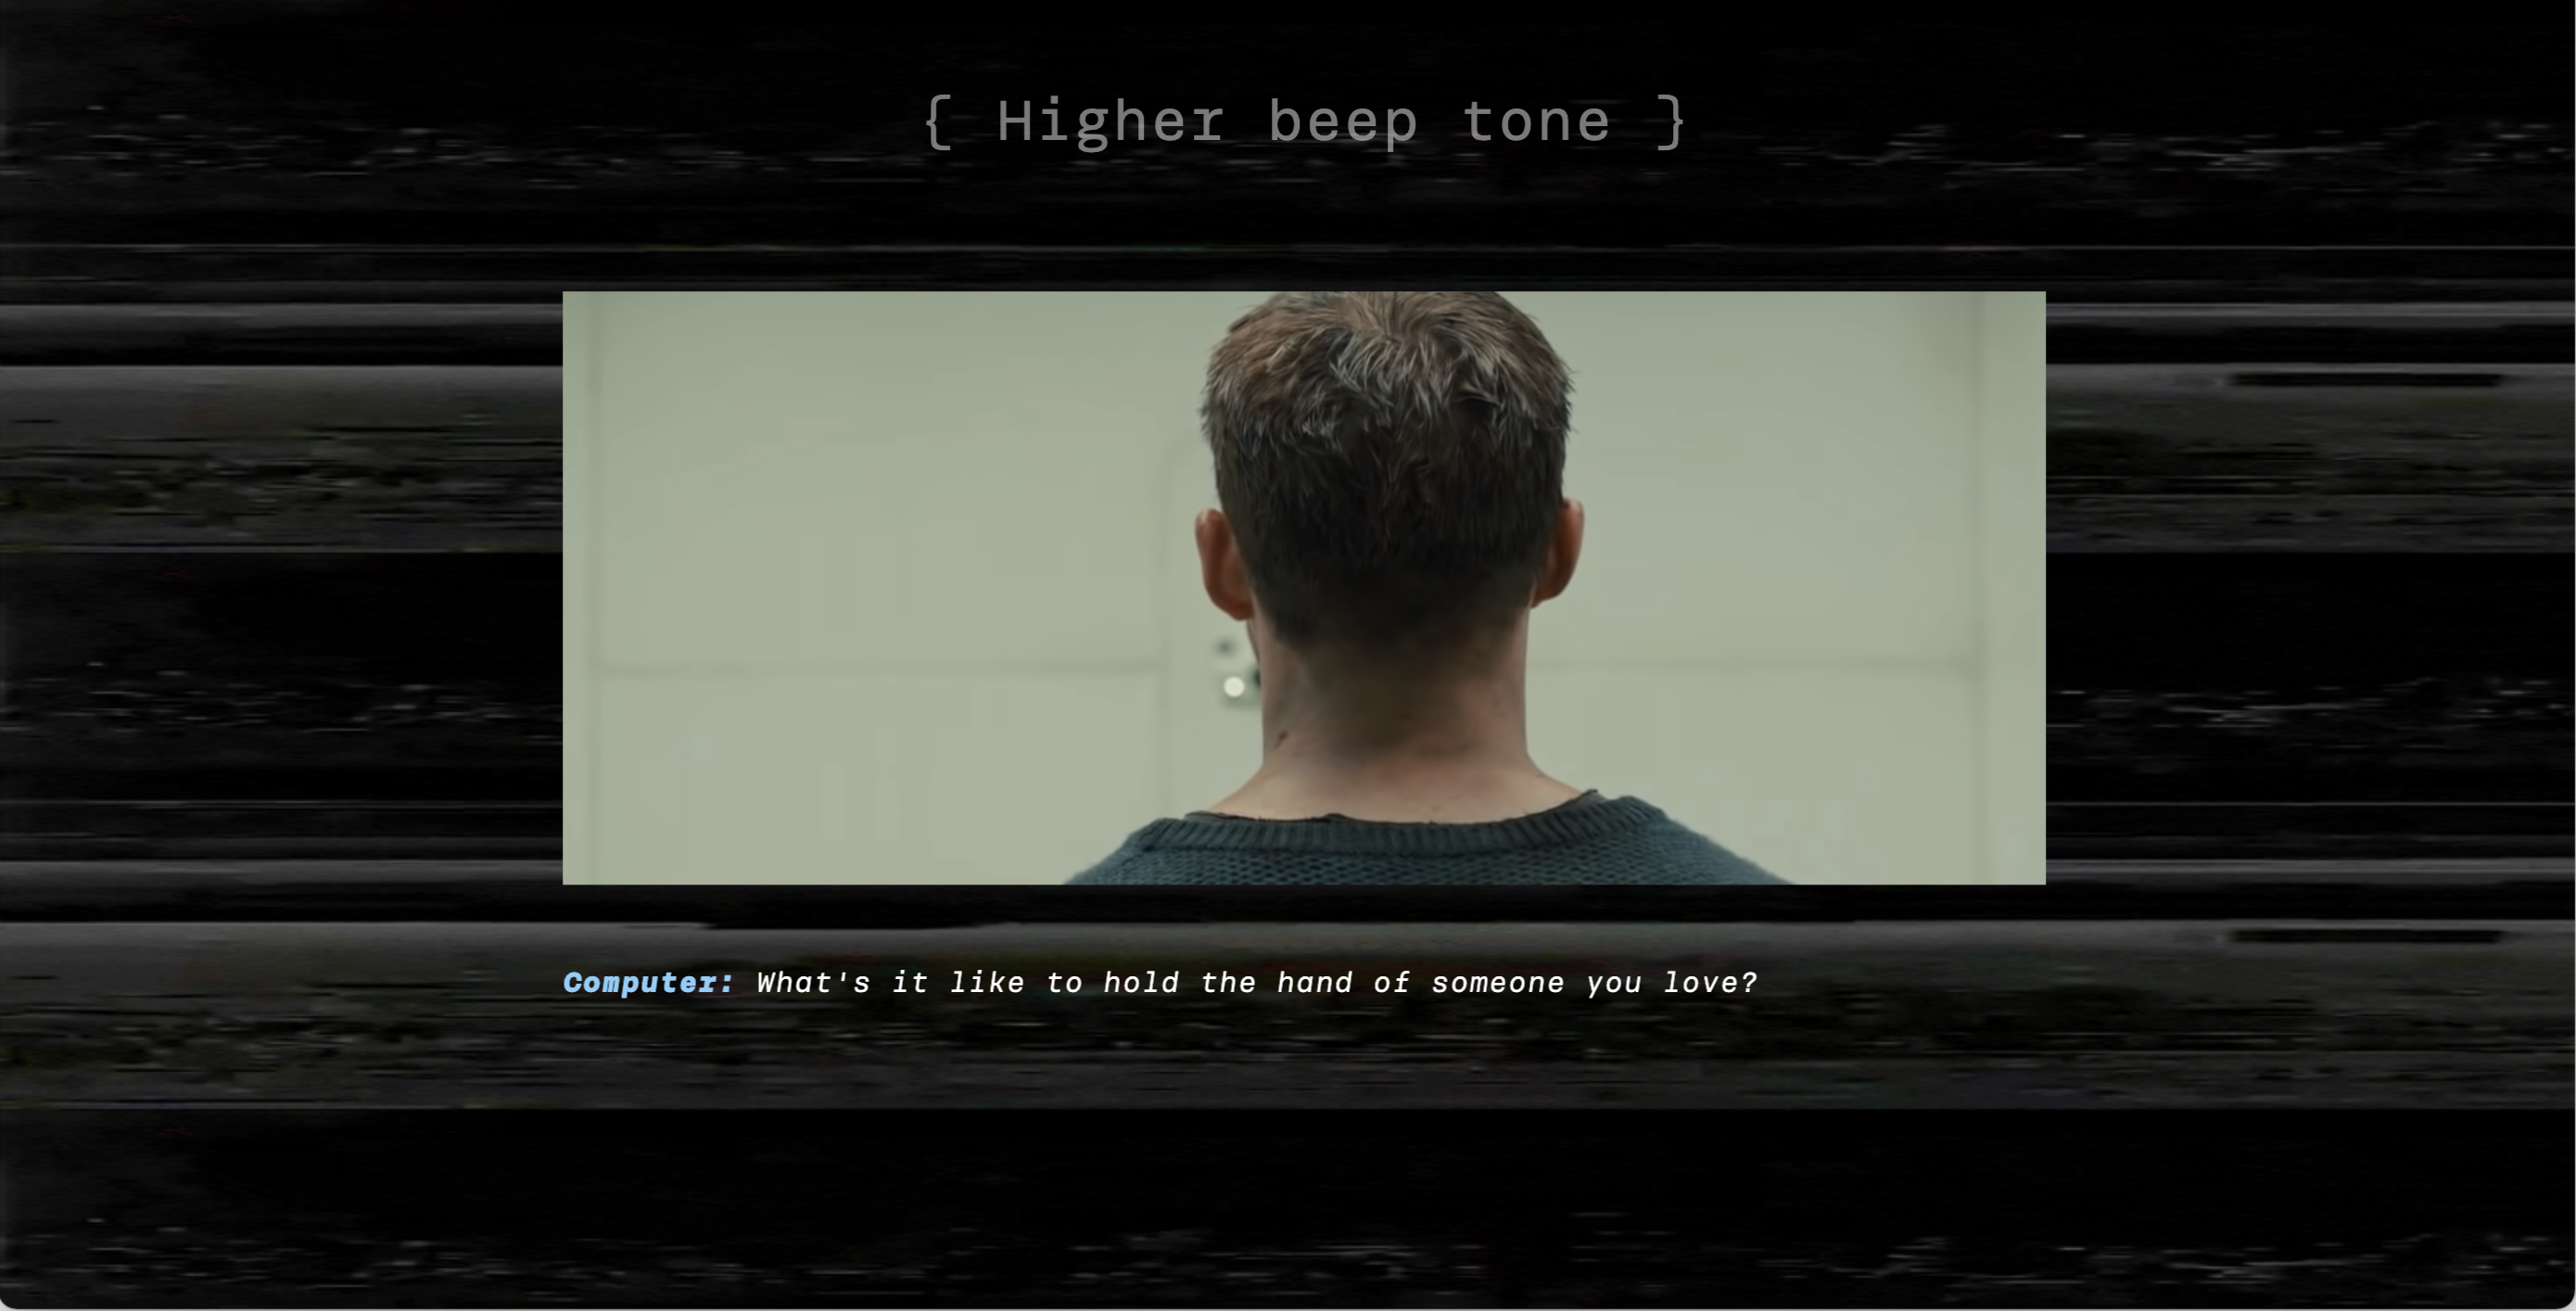 { Higher beep tone }
Computer: What's it like to hold the hand of someone you love?